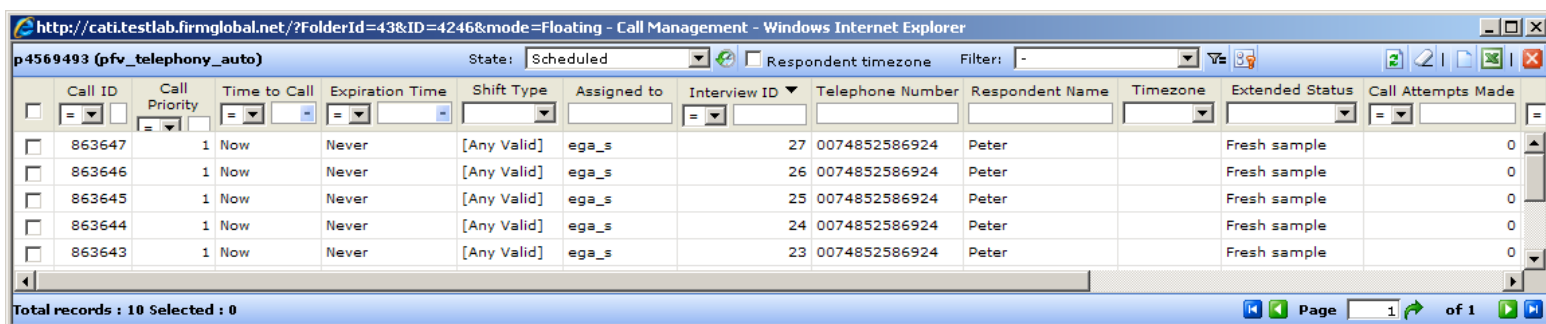 http://cati.testlab.firmglobal.net/?FolderId=43&ID=4246&mode=Floating - Call Management - Windows Internet Explorer
p4569493 (pfv_telephony_auto) State: Scheduled Respondent timezone Filter: -
Call ID Call Priority Time to Call Expiration Time Shift Type Assigned to Interview ID ▼ Telephone Number Respondent Name Timezone Extended Status Call Attempts Made
= = = = = = =
863647 1 Now Never [Any Valid] ega_s 27 0074852586924 Peter Fresh sample 0
863646 1 Now Never [Any Valid] ega_s 26 0074852586924 Peter Fresh sample 0
863645 1 Now Never [Any Valid] ega_s 25 0074852586924 Peter Fresh sample 0
863644 1 Now Never [Any Valid] ega_s 24 0074852586924 Peter Fresh sample 0
863643 1 Now Never [Any Valid] ega_s 23 0074852586924 Peter Fresh sample 0
Total records : 10 Selected : 0 Page 1 of 1